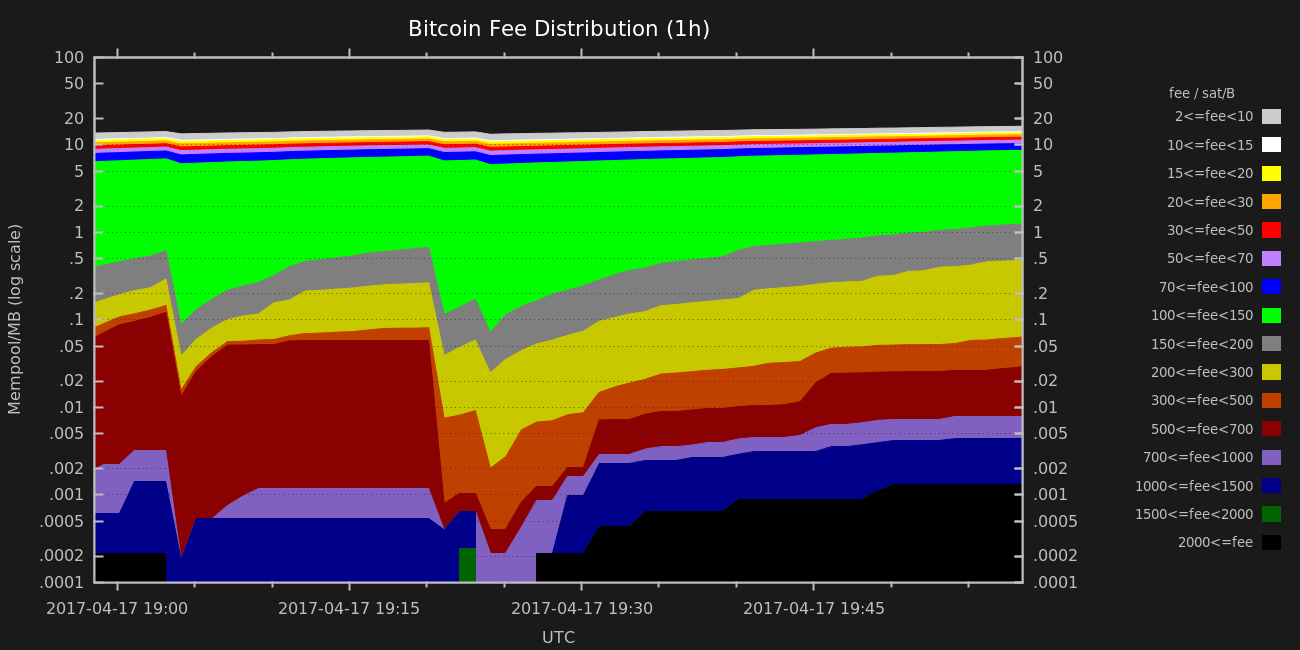 Bitcoin Fee Distribution (1h)
Mempool/MB (log scale)
100
50
20
10
5
2
1
.5
.2
.1
.05
.02
.01
.005
.002
.001
.0005
.0002
.0001
100
50
20
10
5
2
1
.5
.2
.1
.05
.02
.01
.005
.002
.001
.0005
.0002
.0001
2017-04-17 19:00 2017-04-17 19:15 2017-04-17 19:30 2017-04-17 19:45
UTC
fee / sat/B
2<=fee<10
10<=fee<15
15<=fee<20
20<=fee<30
30<=fee<50
50<=fee<70
70<=fee<100
100<=fee<150
150<=fee<200
200<=fee<300
300<=fee<500
500<=fee<700
700<=fee<1000
1000<=fee<1500
1500<=fee<2000
2000<=fee